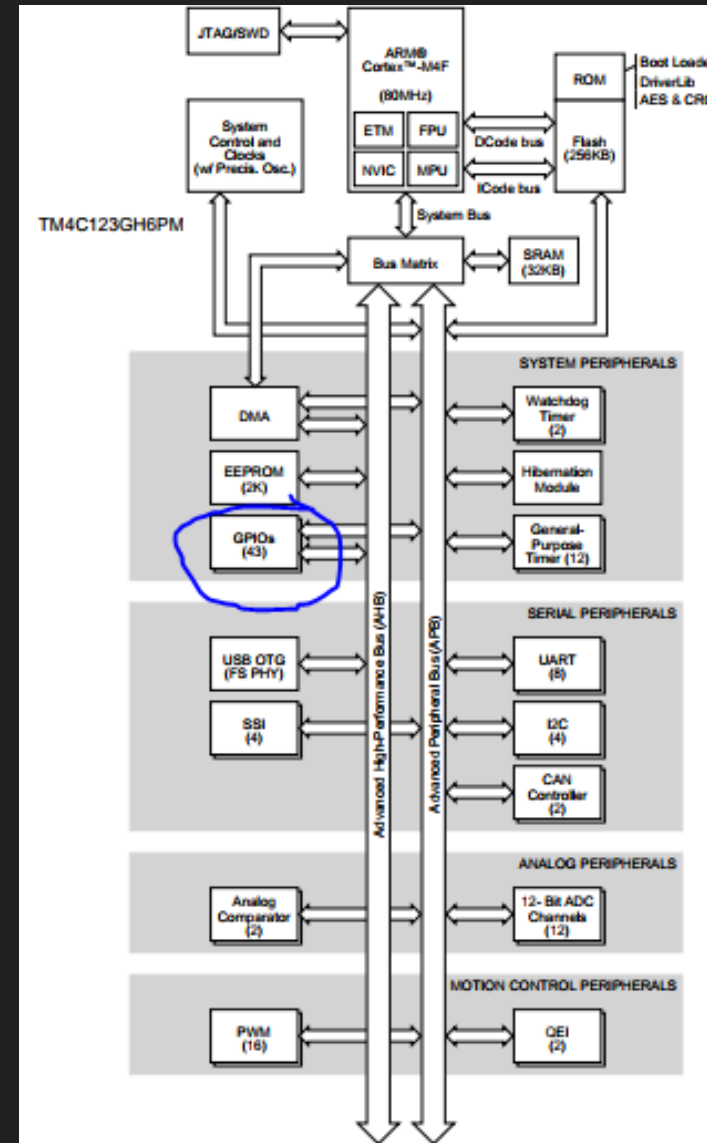 JTAG/SWD
ARM®
Cortex™-M4F
(80MHz)
ETM
FPU
NVIC
MPU
ROM
Boot Loade
DriverLib
AES & CR
Flash
(256KB)
DCode bus
ICode bus
System
Control and
Clocks
(w/ Precis. Osc.)
TM4C123GH6PM
System Bus
Bus Matrix
SRAM
(32KB)
SYSTEM PERIPHERALS
DMA
Watchdog
Timer
(2)
EEPROM
(2K)
Hibernation
Module
GPIOs
(43)
General-
Purpose
Timer (12)
Advanced High-Performance Bus (AHB)
Advanced Peripheral Bus (APB)
SERIAL PERIPHERALS
USB OTG
(FS PHY)
UART
(8)
SSI
(4)
I2C
(4)
CAN
Controller
(2)
ANALOG PERIPHERALS
Analog
Comparator
(2)
12- Bit ADC
Channels
(12)
MOTION CONTROL PERIPHERALS
PWM
(16)
QEI
(2)